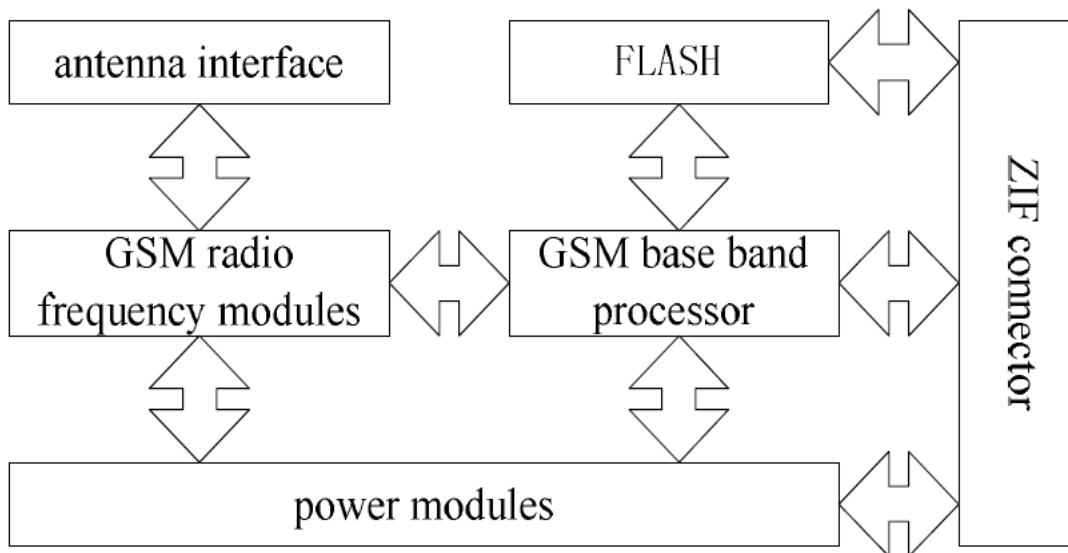 antenna interface
FLASH
GSM radio
frequency modules
GSM base band
processor
ZIF connector
power modules